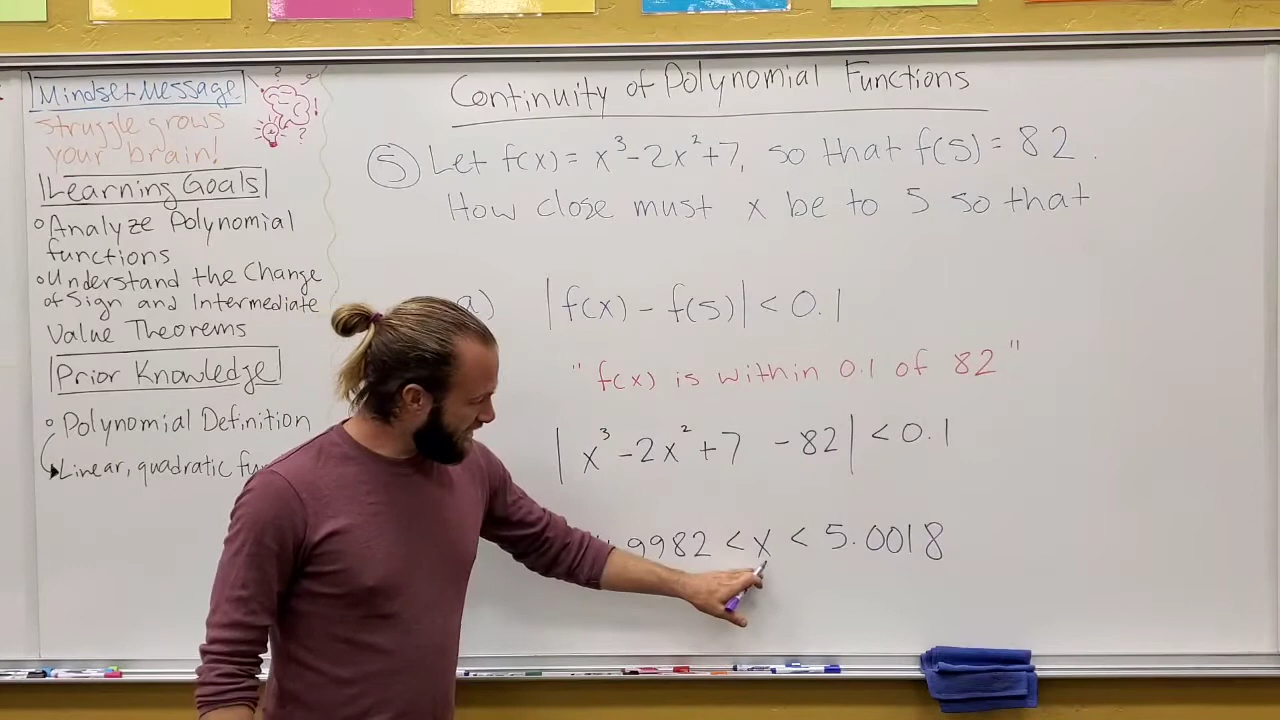 Mindset Message
Struggle grows
your brain!
Learning Goals
Analyze Polynomial
functions
Understand the Change
of Sign and Intermediate
Value Theorems
Prior Knowledge
Polynomial Definition
Linear, quadratic
Continuity of Polynomial Functions
5 Let f(x) = x³-2x²+7, so that f(5) = 82.
How close must x be to 5 so that
a) |f(x) - f(5)| < 0.1
"f(x) is within 0.1 of 82"
|x³ -2x² +7 -82| < 0.1
9982 < x < 5.0018